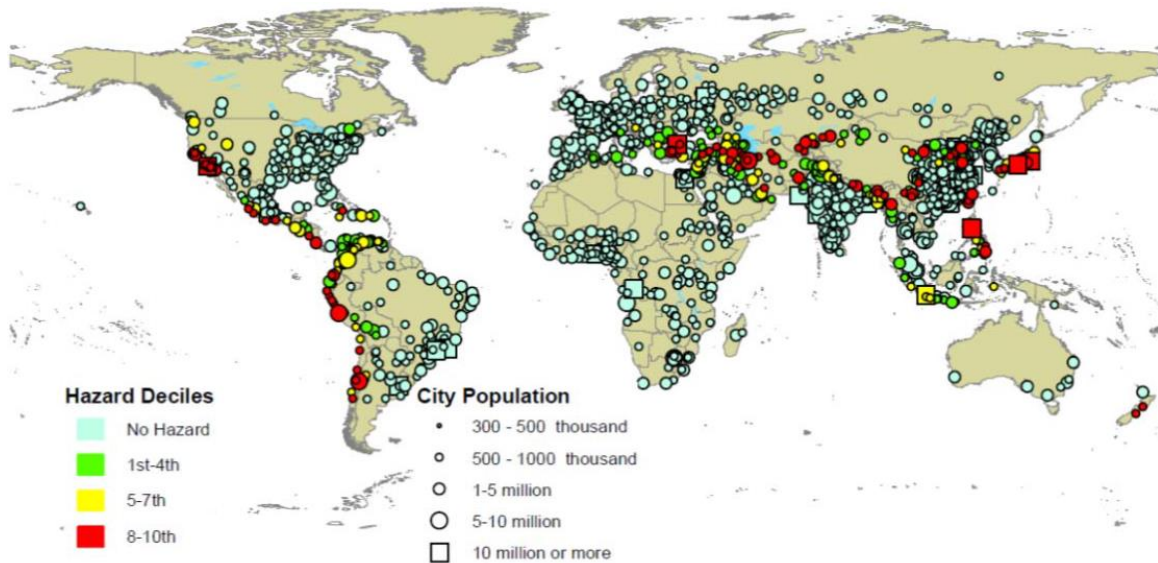 Hazard Deciles
No Hazard
1st-4th
5-7th
8-10th
City Population
300 - 500 thousand
500 - 1000 thousand
1-5 million
5-10 million
10 million or more